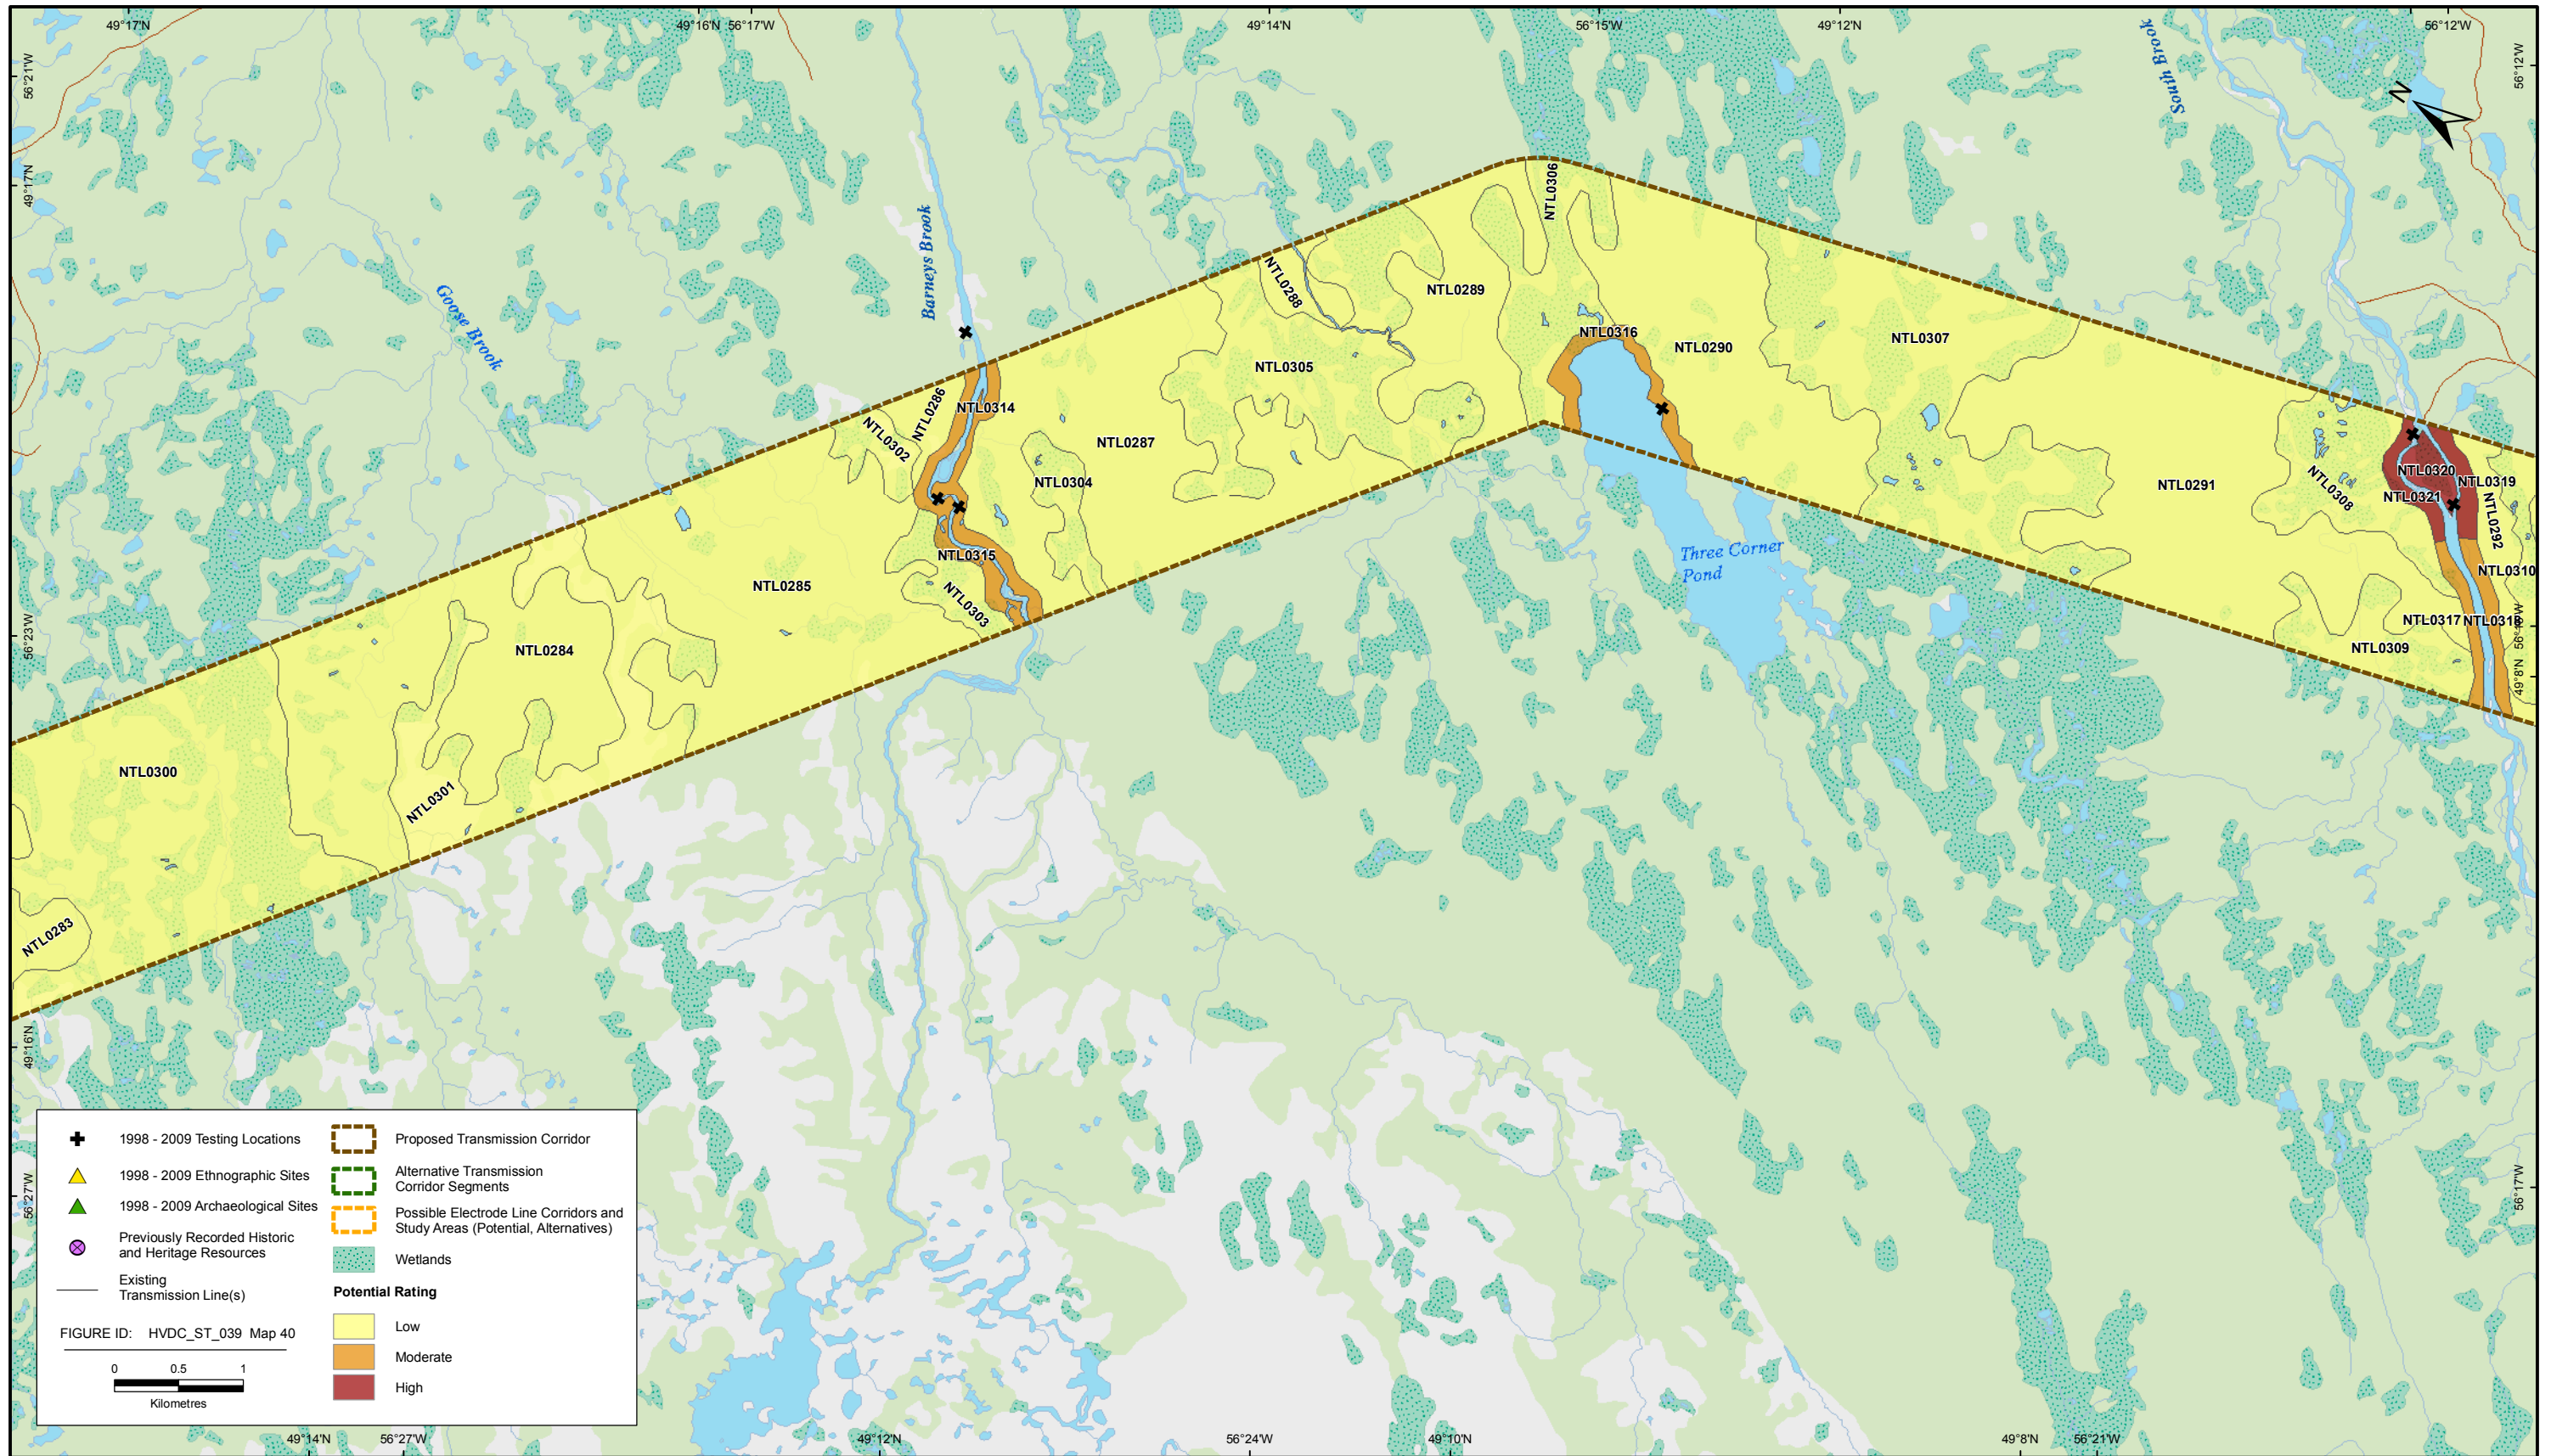 49°17'N
49°16'N
56°17'W
49°14'N
56°15'W
49°12'N
56°12'W
56°21'W
56°12'W
South Brook
N
49°17'N
Barneys Brook
Goose Brook
NTL0306
NTL0288
NTL0289
NTL0316
NTL0290
NTL0307
NTL0305
NTL0286
NTL0314
NTL0302
NTL0287
NTL0304
NTL0291
NTL0308
NTL0320
NTL0319
NTL0321
NTL0292
NTL0315
Three Corner
Pond
NTL0285
NTL0303
NTL0310
NTL0317
NTL0318
NTL0309
56°23'W
49°8'N
NTL0284
NTL0300
NTL0301
NTL0283
49°16'N
56°27'W
56°17'W
1998 - 2009 Testing Locations
1998 - 2009 Ethnographic Sites
1998 - 2009 Archaeological Sites
Previously Recorded Historic
and Heritage Resources
Existing
Transmission Line(s)
FIGURE ID: HVDC_ST_039 Map 40
0 0.5 1
Kilometres
Proposed Transmission Corridor
Alternative Transmission
Corridor Segments
Possible Electrode Line Corridors and
Study Areas (Potential, Alternatives)
Wetlands
Potential Rating
Low
Moderate
High
49°14'N
56°27'W
49°12'N
56°24'W
49°10'N
49°8'N
56°21'W